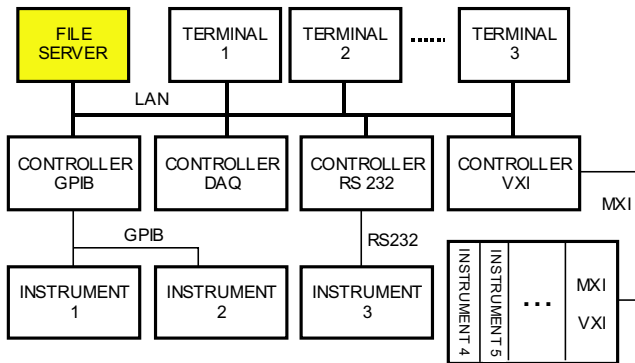 FILE
SERVER
TERMINAL
1
TERMINAL
2
......
TERMINAL
3
LAN
CONTROLLER
GPIB
CONTROLLER
DAQ
CONTROLLER
RS 232
CONTROLLER
VXI
MXI
GPIB
RS232
INSTRUMENT
1
INSTRUMENT
2
INSTRUMENT
3
INSTRUMENT 4
INSTRUMENT 5
...
MXI
VXI